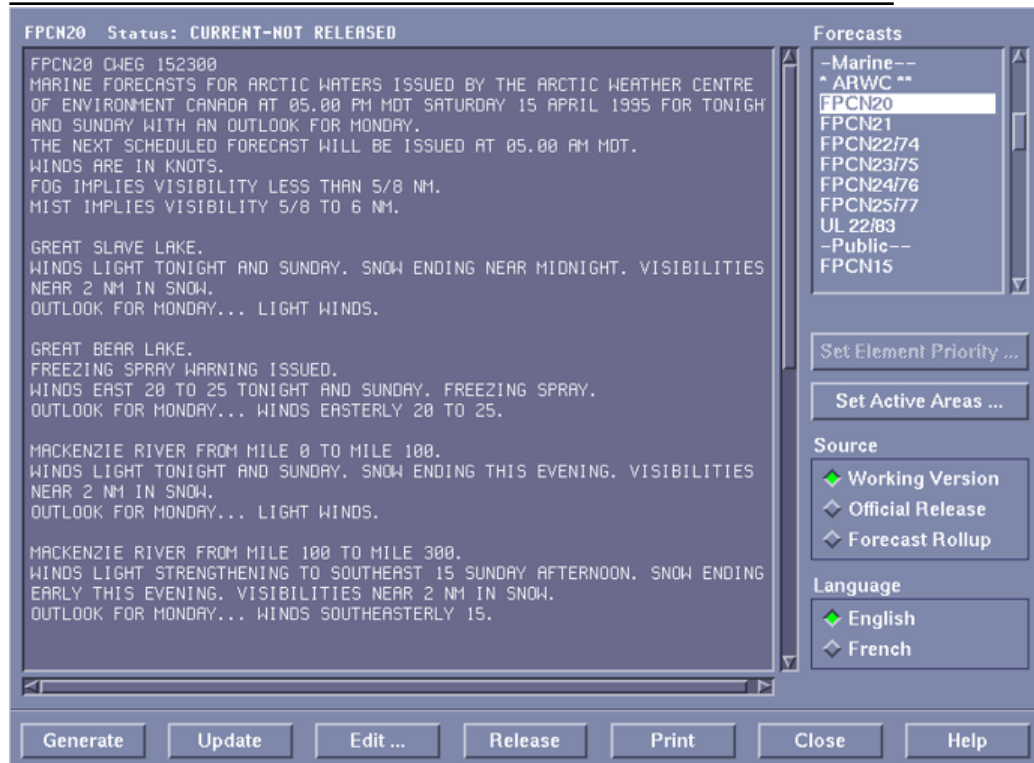 FPCN20 Status: CURRENT-NOT RELEASED
FPCN20 CWEG 152300
MARINE FORECASTS FOR ARCTIC WATERS ISSUED BY THE ARCTIC WEATHER CENTRE
OF ENVIRONMENT CANADA AT 05.00 PM MDT SATURDAY 15 APRIL 1995 FOR TONIGH
AND SUNDAY WITH AN OUTLOOK FOR MONDAY.
THE NEXT SCHEDULED FORECAST WILL BE ISSUED AT 05.00 AM MDT.
WINDS ARE IN KNOTS.
FOG IMPLIES VISIBILITY LESS THAN 5/8 NM.
MIST IMPLIES VISIBILITY 5/8 TO 6 NM.
GREAT SLAVE LAKE.
WINDS LIGHT TONIGHT AND SUNDAY. SNOW ENDING NEAR MIDNIGHT. VISIBILITIES
NEAR 2 NM IN SNOW.
OUTLOOK FOR MONDAY... LIGHT WINDS.
GREAT BEAR LAKE.
FREEZING SPRAY WARNING ISSUED.
WINDS EAST 20 TO 25 TONIGHT AND SUNDAY. FREEZING SPRAY.
OUTLOOK FOR MONDAY... WINDS EASTERLY 20 TO 25.
MACKENZIE RIVER FROM MILE 0 TO MILE 100.
WINDS LIGHT TONIGHT AND SUNDAY. SNOW ENDING THIS EVENING. VISIBILITIES
NEAR 2 NM IN SNOW.
OUTLOOK FOR MONDAY... LIGHT WINDS.
MACKENZIE RIVER FROM MILE 100 TO MILE 300.
WINDS LIGHT STRENGTHENING TO SOUTHEAST 15 SUNDAY AFTERNOON. SNOW ENDING
EARLY THIS EVENING. VISIBILITIES NEAR 2 NM IN SNOW.
OUTLOOK FOR MONDAY... WINDS SOUTHEASTERLY 15.
Forecasts
-Marine--
* ARWC **
FPCN20
FPCN21
FPCN22/74
FPCN23/75
FPCN24/76
FPCN25/77
UL 22/83
-Public--
FPCN15
Set Element Priority ...
Set Active Areas ...
Source
Working Version
Official Release
Forecast Rollup
Language
English
French
Generate
Update
Edit ...
Release
Print
Close
Help